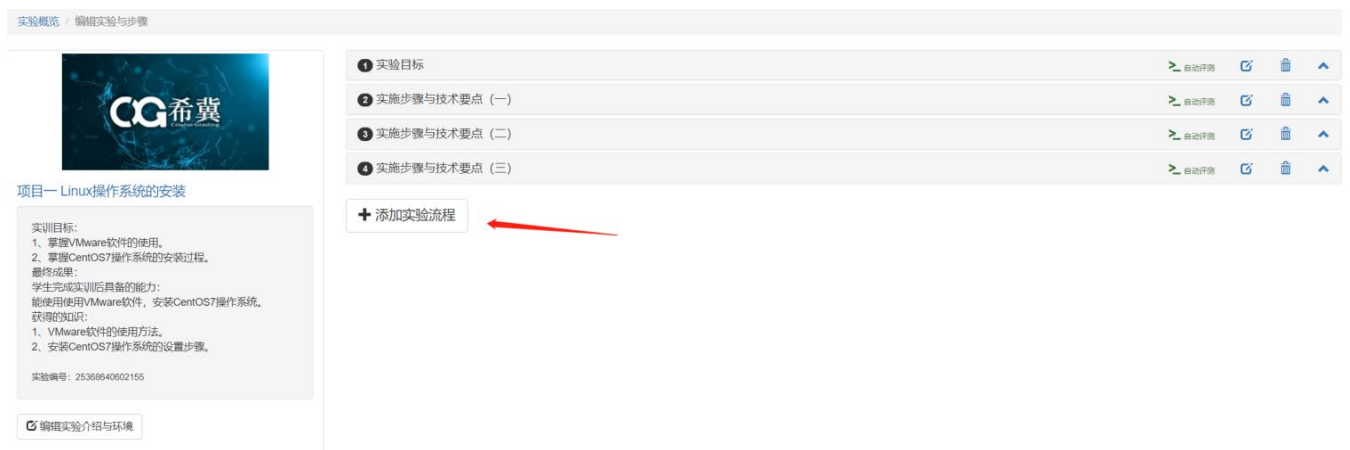 实验概览 / 编辑实验与步骤
CG希冀
Course-Grading
项目一 Linux操作系统的安装
实训目标：
1、掌握VMware软件的使用。
2、掌握CentOS7操作系统的安装过程。
最终成果：
学生完成实训后具备的能力：
能使用使用VMware软件，安装CentOS7操作系统。
获得的知识：
1、VMware软件的使用方法。
2、安装CentOS7操作系统的设置步骤。
实验编号：25368640602155
编辑实验介绍与环境
1 实验目标 自动评测
2 实施步骤与技术要点（一） 自动评测
3 实施步骤与技术要点（二） 自动评测
4 实施步骤与技术要点（三） 自动评测
添加实验流程